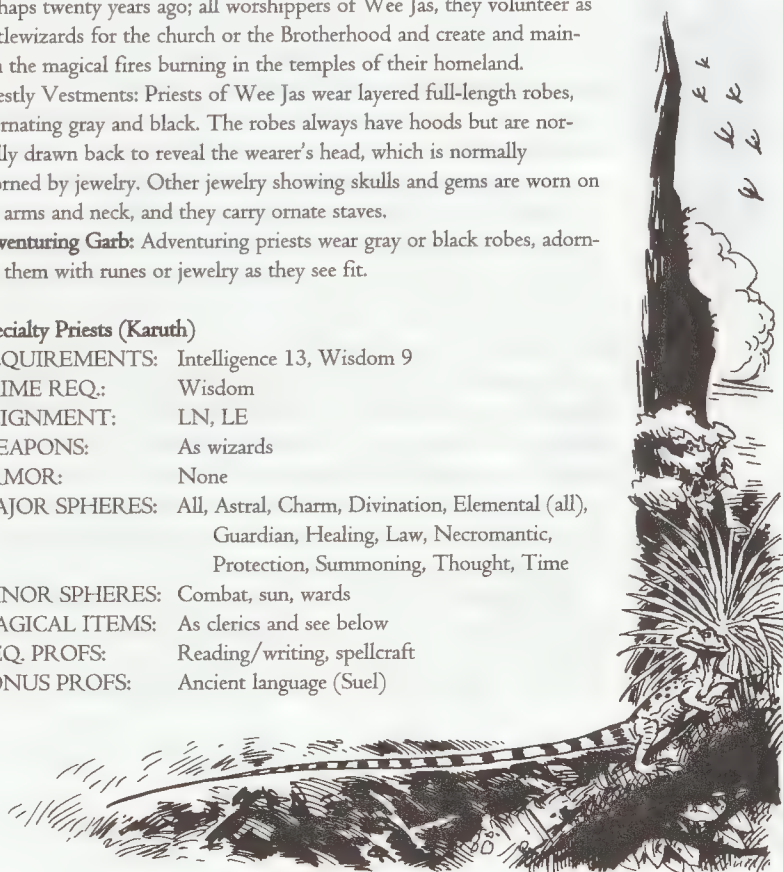 haps twenty years ago; all worshippers of Wee Jas, they volunteer as
tlewizards for the church or the Brotherhood and create and main-
n the magical fires burning in the temples of their homeland.
estly Vestments: Priests of Wee Jas wear layered full-length robes,
rnating gray and black. The robes always have hoods but are nor-
lly drawn back to reveal the wearer's head, which is normally
orned by jewelry. Other jewelry showing skulls and gems are worn on
arms and neck, and they carry ornate staves.
venturing Garb: Adventuring priests wear gray or black robes, adorn-
them with runes or jewelry as they see fit.
ecialty Priests (Karuth)
QUIREMENTS: Intelligence 13, Wisdom 9
IME REQ.: Wisdom
IGNMENT: LN, LE
EAPONS: As wizards
MOR: None
AJOR SPHERES: All, Astral, Charm, Divination, Elemental (all),
Guardian, Healing, Law, Necromantic,
Protection, Summoning, Thought, Time
NOR SPHERES: Combat, sun, wards
AGICAL ITEMS: As clerics and see below
Q. PROFS: Reading/writing, spellcraft
ONUS PROFS: Ancient language (Suel)